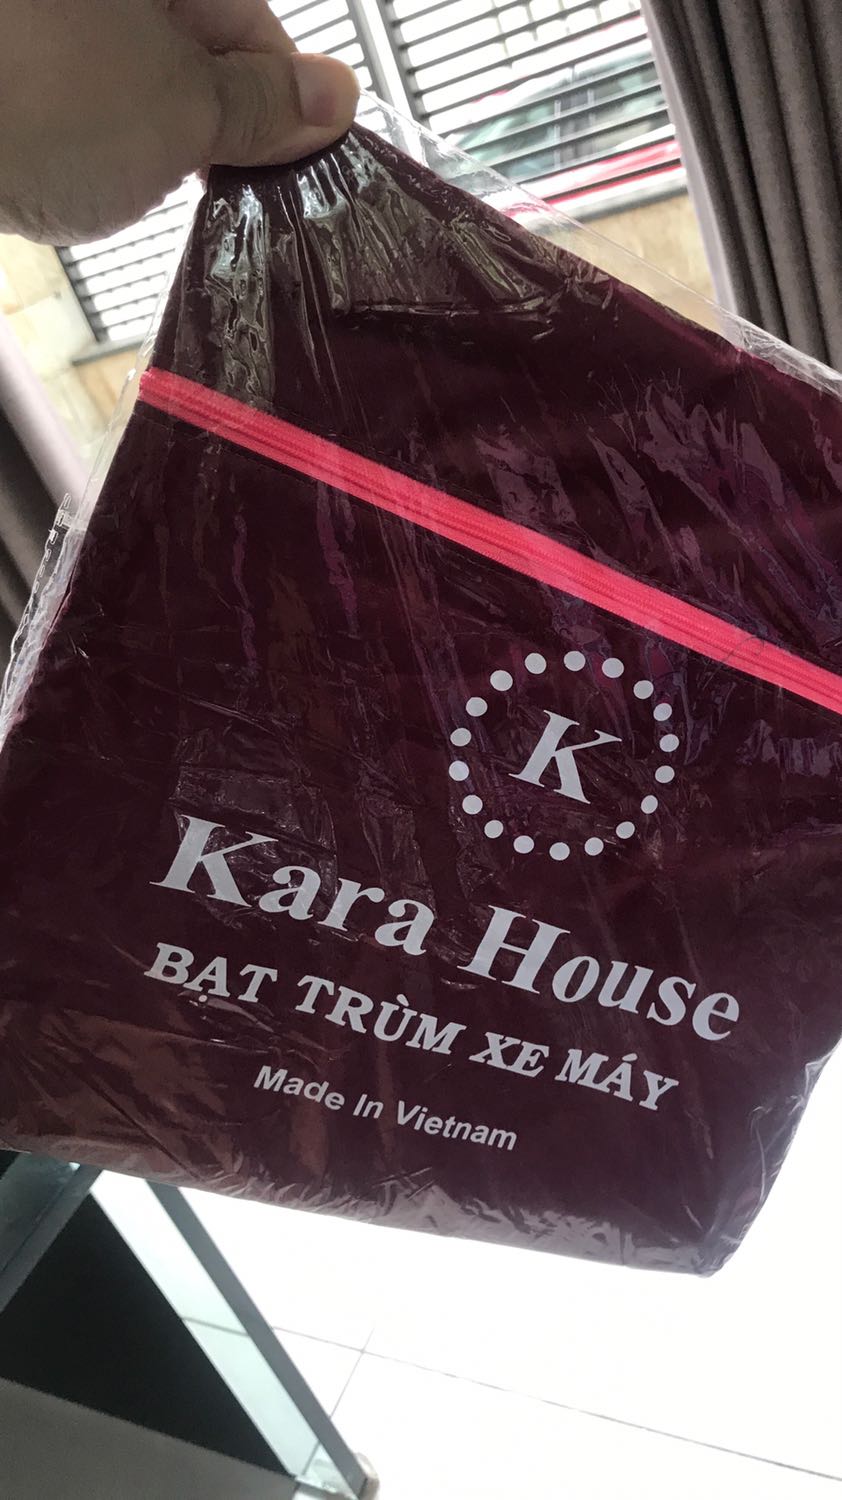 K
Kara House
BẠT TRÙM XE MÁY
Made In Vietnam